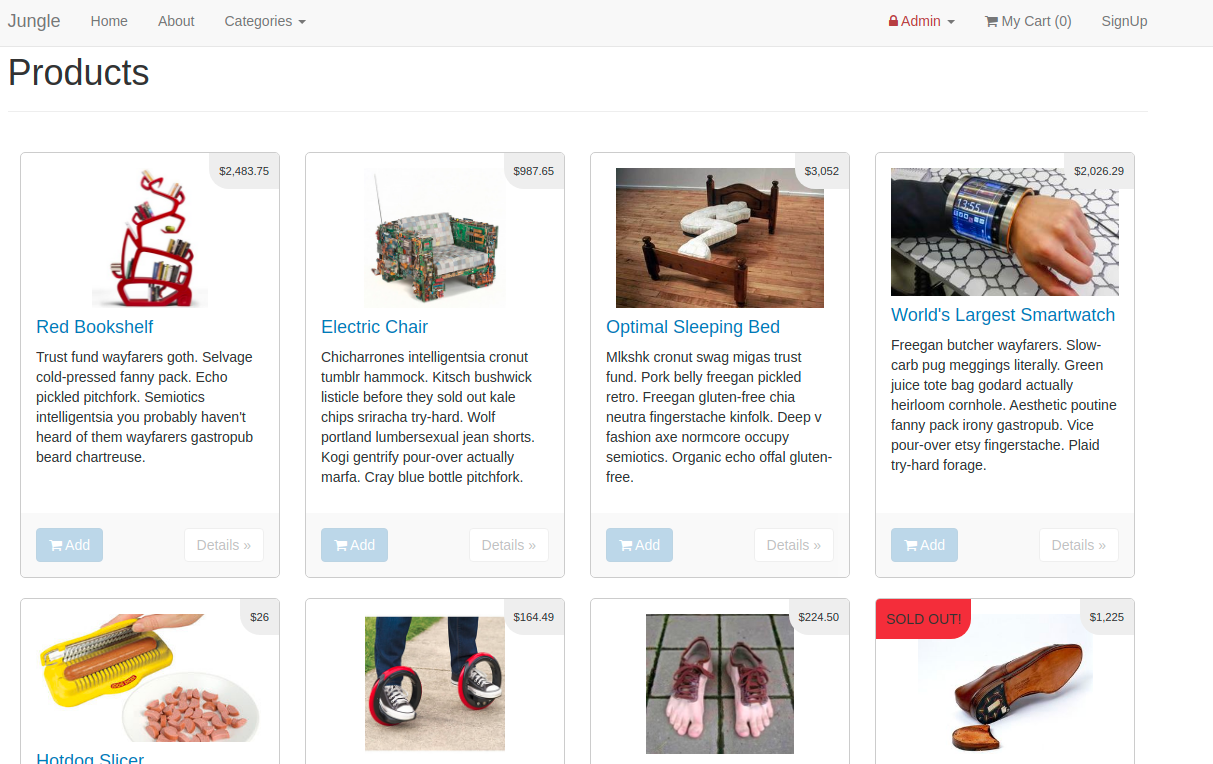 Jungle Home About Categories Admin My Cart (0) SignUp
Products
$2,483.75
Red Bookshelf
Trust fund wayfarers goth. Selvage
cold-pressed fanny pack. Echo
pickled pitchfork. Semiotics
intelligentsia you probably haven't
heard of them wayfarers gastropub
beard chartreuse.
Add Details »
$987.65
Electric Chair
Chicharrones intelligentsia cronut
tumblr hammock. Kitsch bushwick
listicle before they sold out kale
chips sriracha try-hard. Wolf
portland lumbersexual jean shorts.
Kogi gentrify pour-over actually
marfa. Cray blue bottle pitchfork.
Add Details »
$3,052
Optimal Sleeping Bed
Mlkshk cronut swag migas trust
fund. Pork belly freegan pickled
retro. Freegan gluten-free chia
neutra fingerstache kinfolk. Deep v
fashion axe normcore occupy
semiotics. Organic echo offal gluten-
free.
Add Details »
$2,026.29
13:55
World's Largest Smartwatch
Freegan butcher wayfarers. Slow-
carb pug meggings literally. Green
juice tote bag godard actually
heirloom cornhole. Aesthetic poutine
fanny pack irony gastropub. Vice
pour-over etsy fingerstache. Plaid
try-hard forage.
Add Details »
$26
Hotdog Slicer
$164.49
$224.50
SOLD OUT!
$1,225